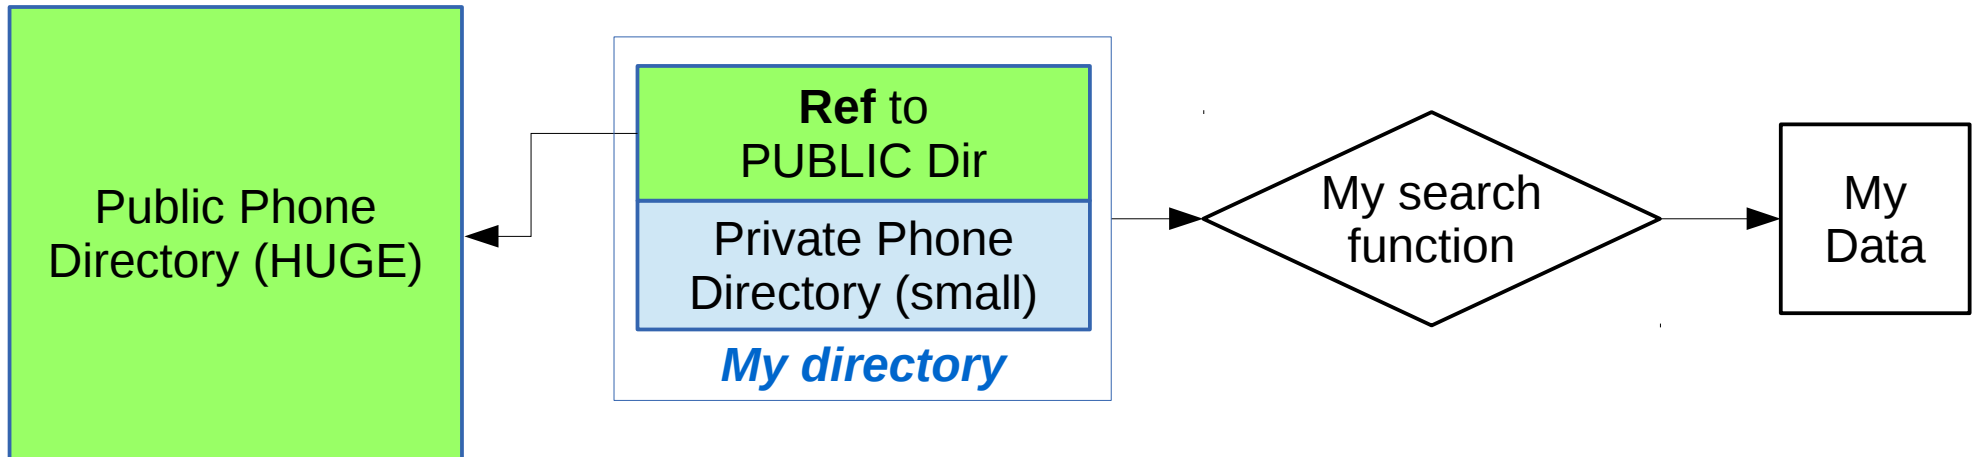 Public Phone
Directory (HUGE)
Ref to
PUBLIC Dir
Private Phone
Directory (small)
My directory
My search
function
My
Data